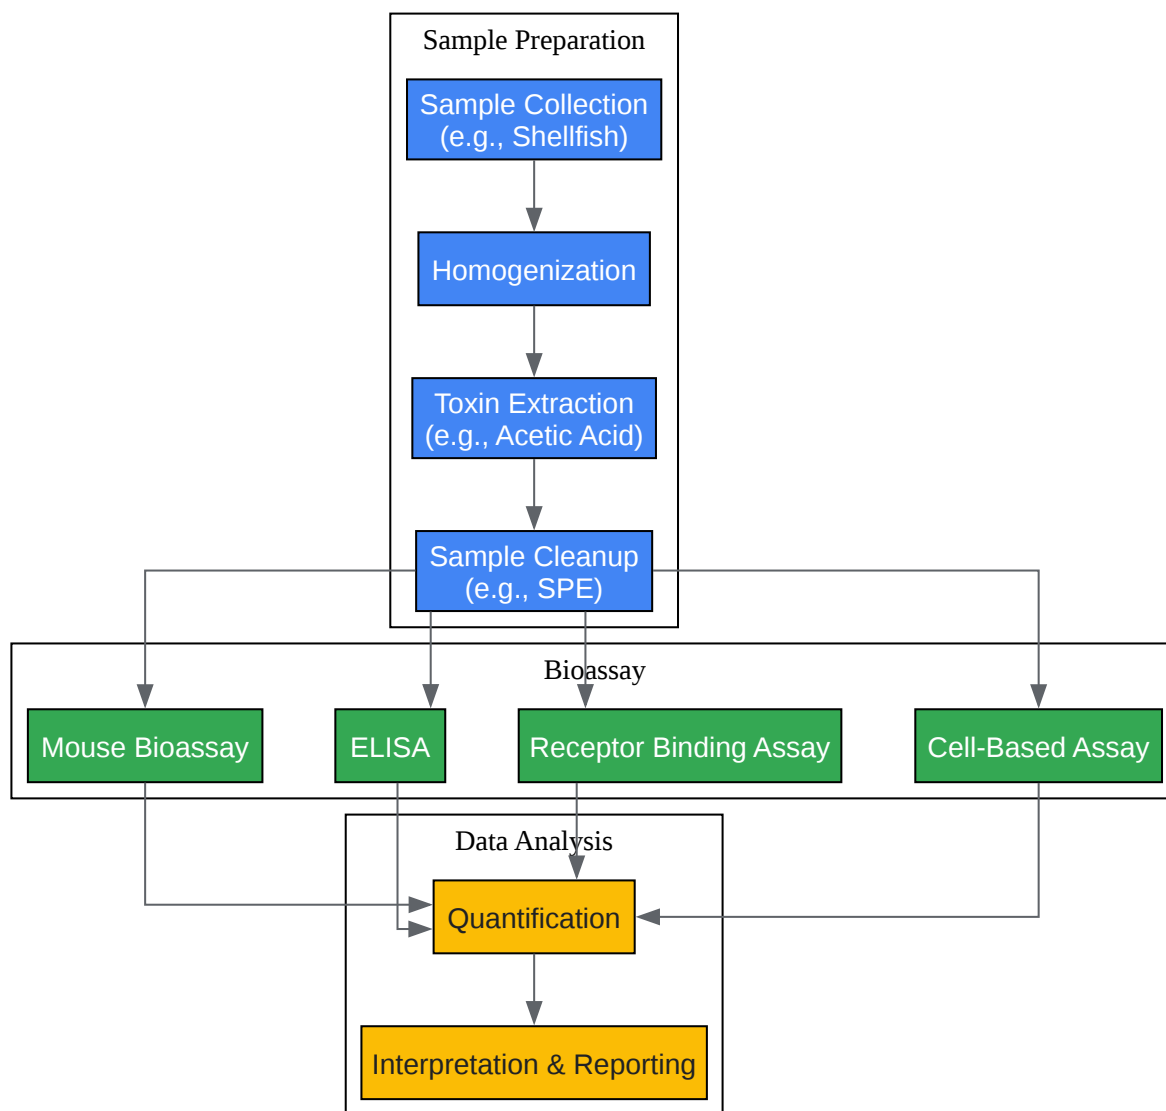 Sample Preparation
Sample Collection
(e.g., Shellfish)
Homogenization
Toxin Extraction
(e.g., Acetic Acid)
Sample Cleanup
(e.g., SPE)
Bioassay
Mouse Bioassay
ELISA
Receptor Binding Assay
Cell-Based Assay
Data Analysis
Quantification
Interpretation & Reporting